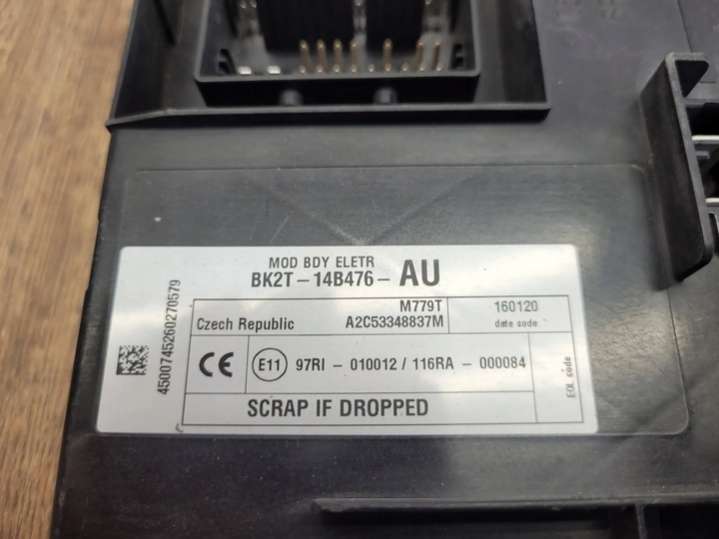 MOD BDY ELETR
BK2T-14B476-AU
M779T
160120
Czech Republic
A2C53348837M
date code
CE
E11
97RI - 010012 / 116RA - 000084
SCRAP IF DROPPED
EOL code
4500745260270579